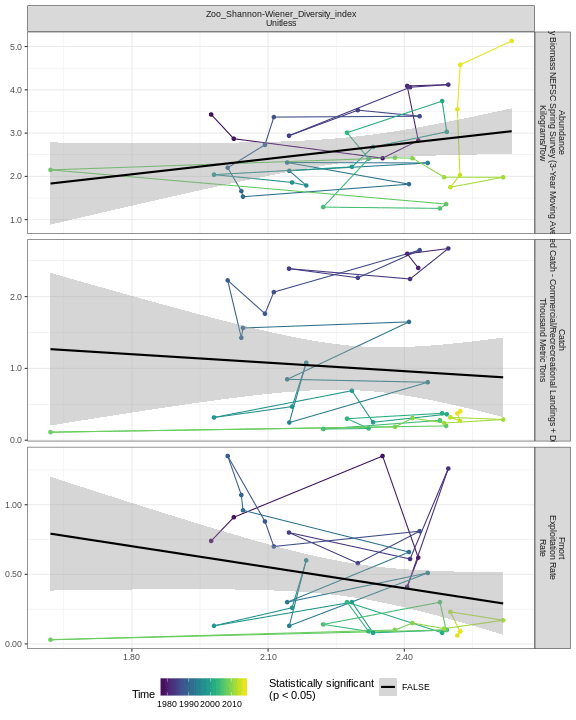 Zoo_Shannon-Wiener_Diversity_index
Unitless
5.0
4.0
3.0
2.0
1.0
Abundance
y Biomass NEFSC Spring Survey (3-Year Moving Ave
Kilograms/tow
2.0
1.0
0.0
Catch
ed Catch - Commercial/Recreational Landings + D
Thousand Metric Tons
1.00
0.50
0.00
Fmort
Exploitation Rate
Rate
1.80
2.10
2.40
Time
1980 1990 2000 2010
Statistically significant
(p < 0.05)
FALSE